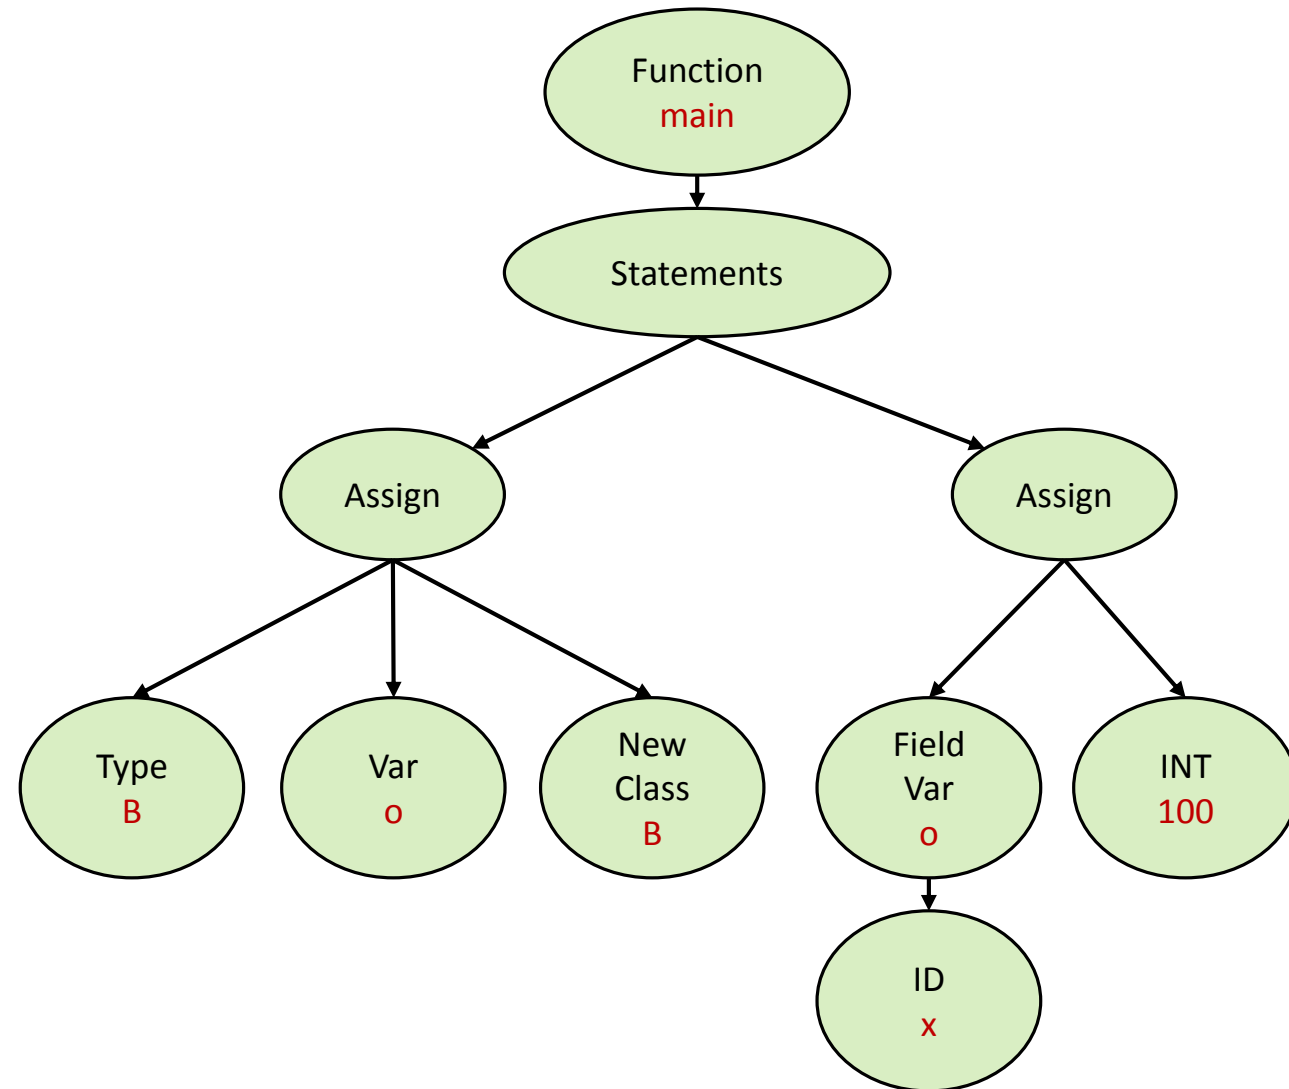 Function
main
Statements
Assign
Assign
Type
B
Var
o
New
Class
B
Field
Var
o
INT
100
ID
x